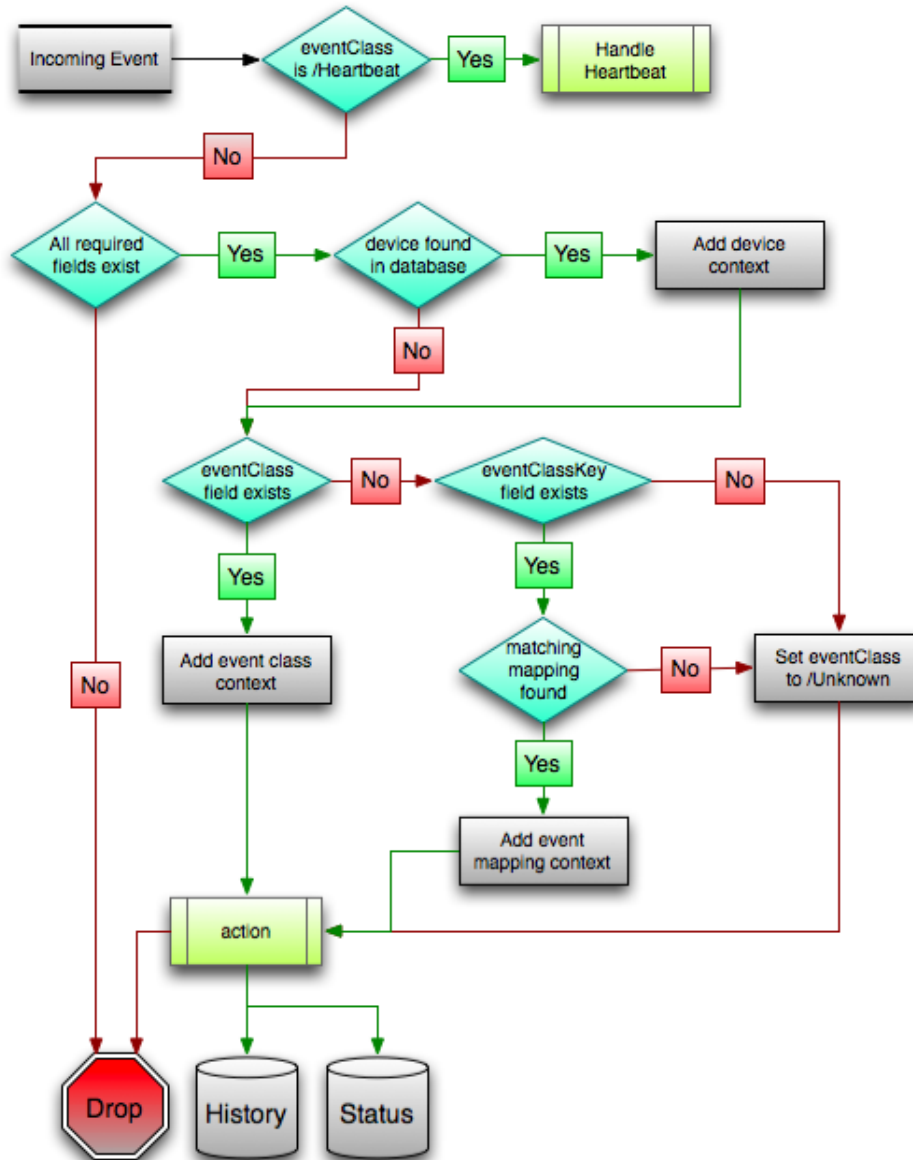 Incoming Event
eventClass
is /Heartbeat
Yes
Handle
Heartbeat
No
All required
fields exist
Yes
device found
in database
Yes
Add device
context
No
eventClass
field exists
No
eventClassKey
field exists
No
Yes
Yes
Add event class
context
matching
mapping
found
No
Set eventClass
to /Unknown
No
Yes
Add event
mapping context
action
Drop
History
Status